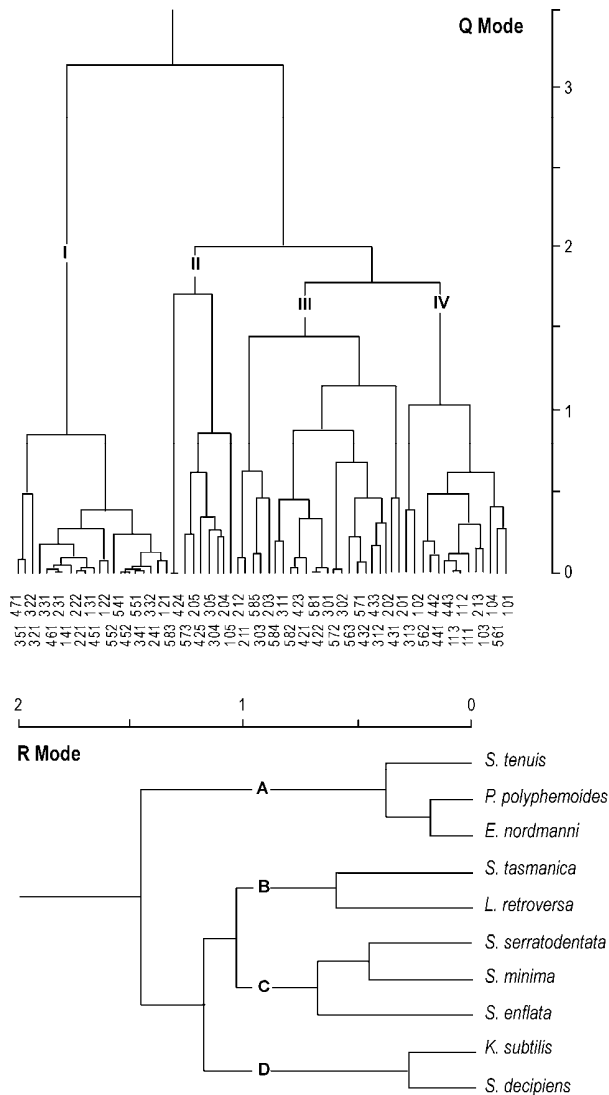 Q Mode
3
2
1
0
I
II
III
IV
471 322 331 231 222 131 122 541 551 332 121 424 205 305 204 212 585 203 311 423 581 301 302 571 433 202 201 102 442 443 112 213 104 101
351 321 461 141 221 451 552 452 341 241 583 573 425 304 105 211 303 584 582 421 422 572 563 432 312 431 313 562 441 113 111 103 561
2
1
0
R Mode
A
B
C
D
S. tenuis
P. polyphemoides
E. nordmanni
S. tasmanica
L. retroversa
S. serratodentata
S. minima
S. enflata
K. subtilis
S. decipiens